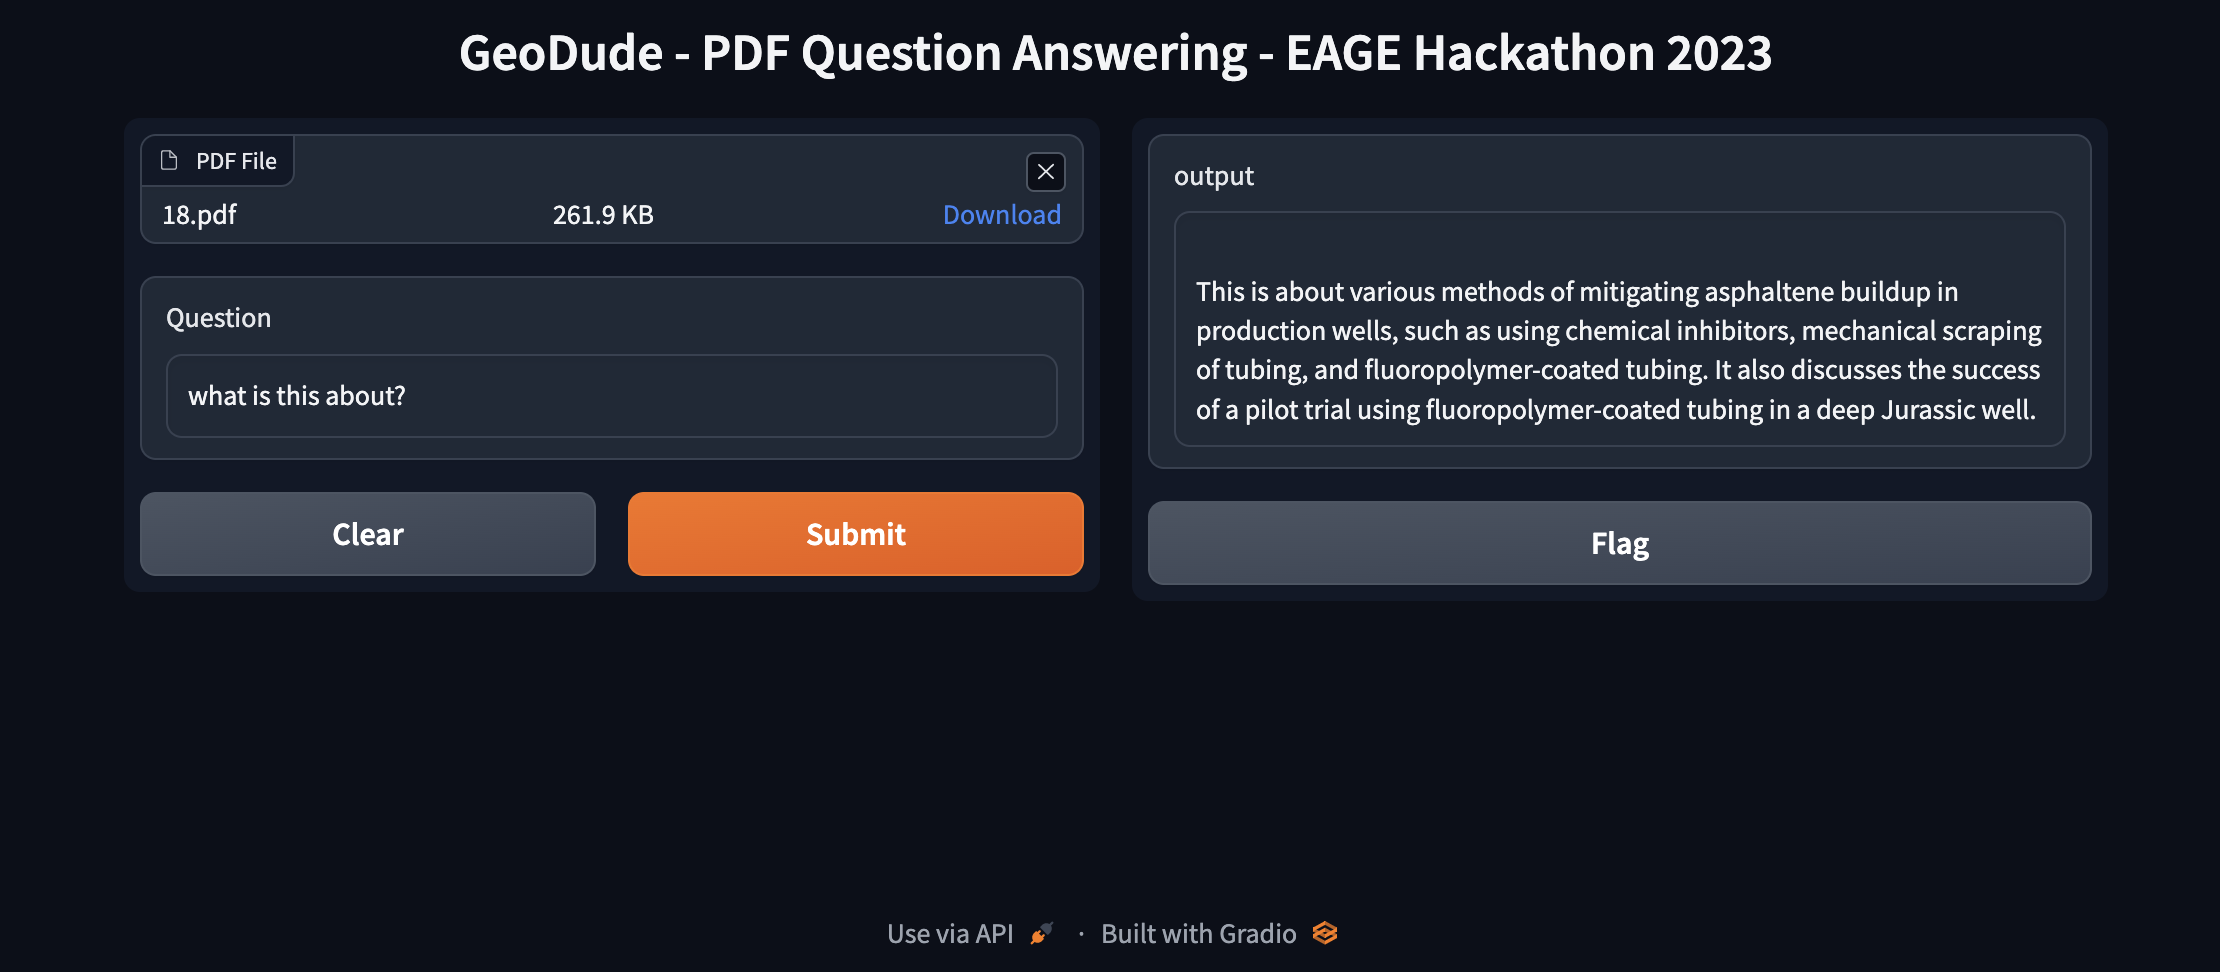 GeoDude - PDF Question Answering - EAGE Hackathon 2023
PDF File
18.pdf 261.9 KB Download
Question
what is this about?
Clear Submit
output
This is about various methods of mitigating asphaltene buildup in
production wells, such as using chemical inhibitors, mechanical scraping
of tubing, and fluoropolymer-coated tubing. It also discusses the success
of a pilot trial using fluoropolymer-coated tubing in a deep Jurassic well.
Flag
Use via API · Built with Gradio